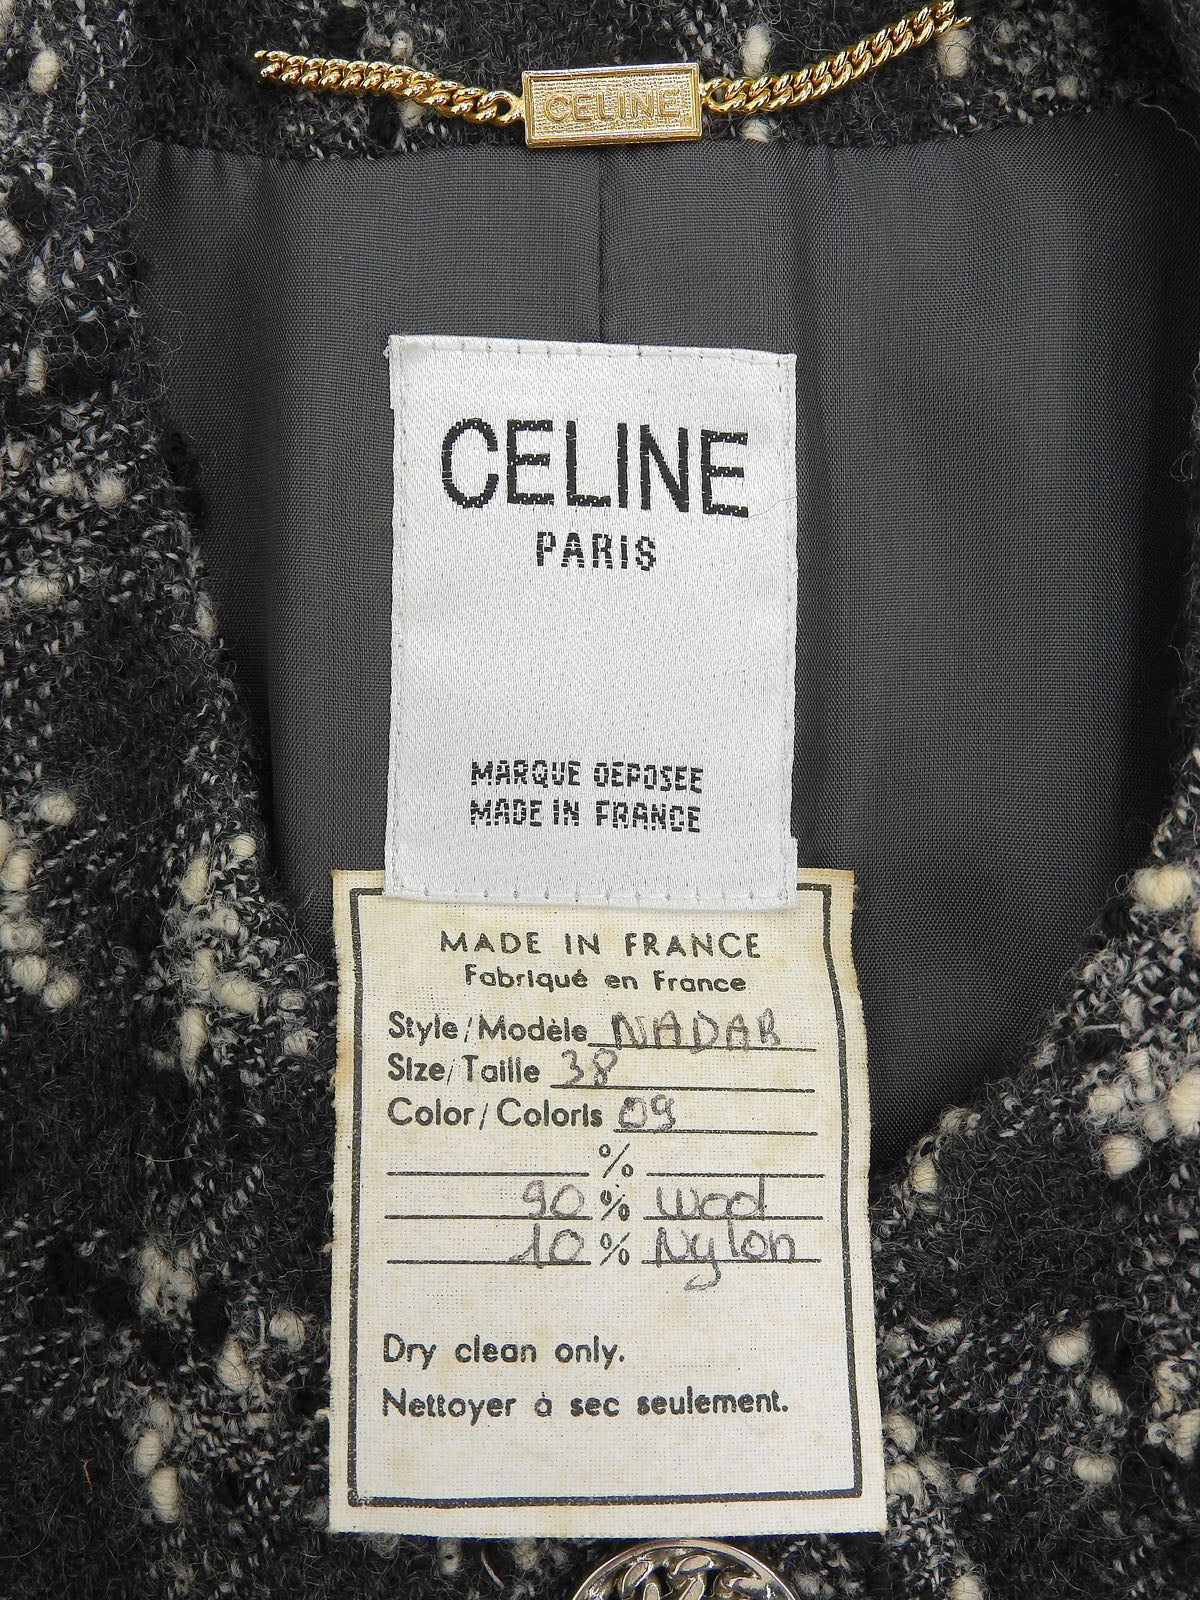 CELINE
CELINE
PARIS
MARQUE DEPOSEE
MADE IN FRANCE
MADE IN FRANCE
Fabriqué en France
Style/Modèle NADAR
Size/Taille 38
Color/Coloris 09
%
90 % Wool
10 % Nylon
Dry clean only.
Nettoyer à sec seulement.